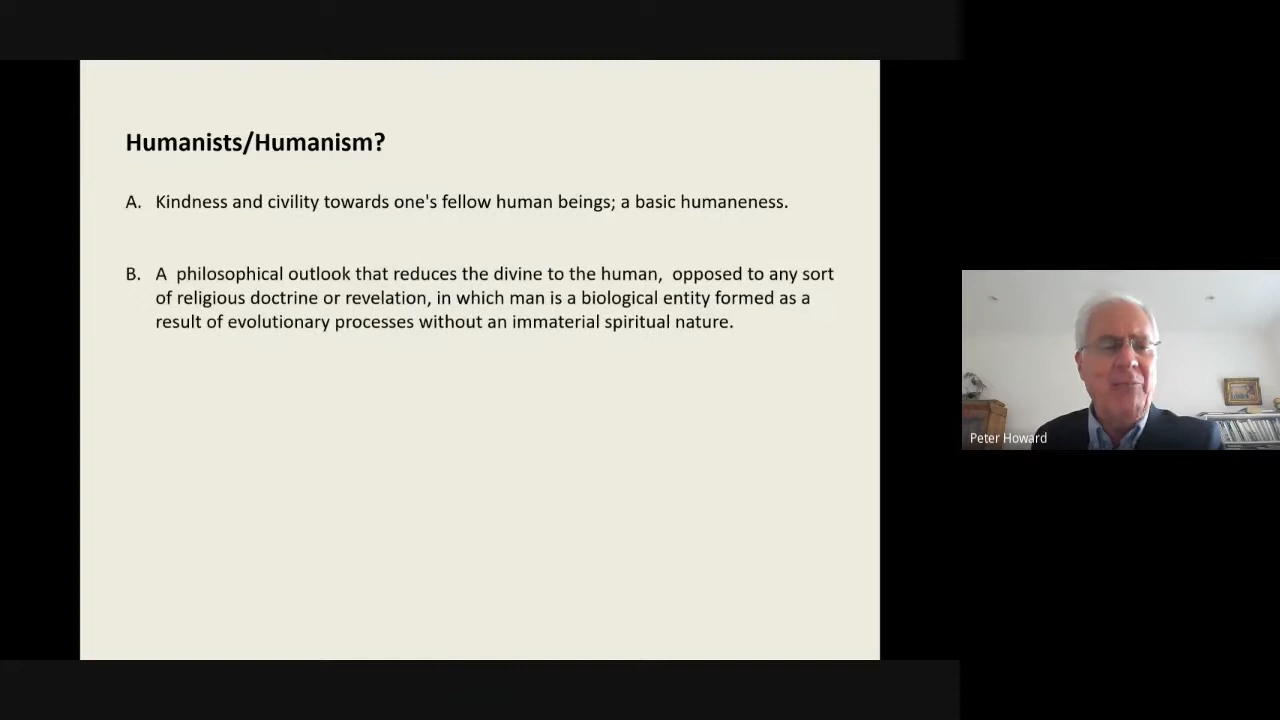 Humanists/Humanism?
A. Kindness and civility towards one's fellow human beings; a basic humaneness.
B. A  philosophical outlook that reduces the divine to the human,  opposed to any sort
of religious doctrine or revelation, in which man is a biological entity formed as a
result of evolutionary processes without an immaterial spiritual nature.
Peter Howard